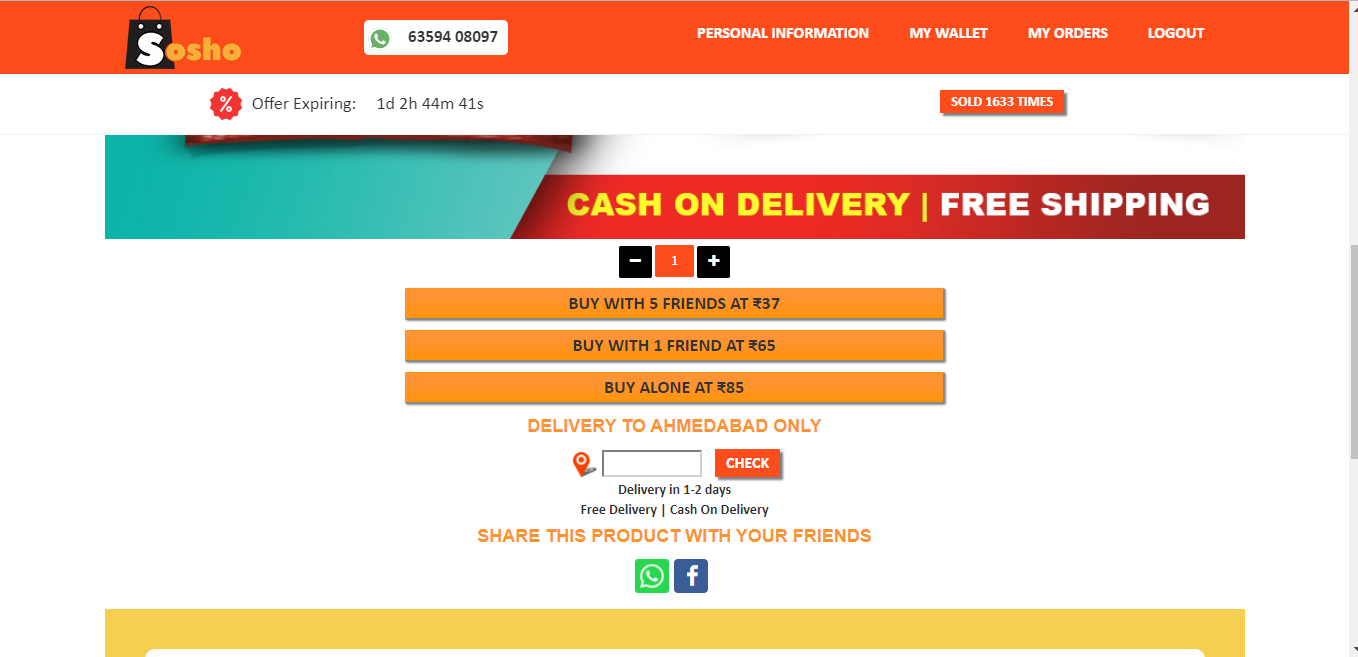 Sosho
63594 08097
PERSONAL INFORMATION
MY WALLET
MY ORDERS
LOGOUT
% Offer Expiring: 1d 2h 44m 41s
SOLD 1633 TIMES
CASH ON DELIVERY | FREE SHIPPING
1
BUY WITH 5 FRIENDS AT ₹37
BUY WITH 1 FRIEND AT ₹65
BUY ALONE AT ₹85
DELIVERY TO AHMEDABAD ONLY
CHECK
Delivery in 1-2 days
Free Delivery | Cash On Delivery
SHARE THIS PRODUCT WITH YOUR FRIENDS